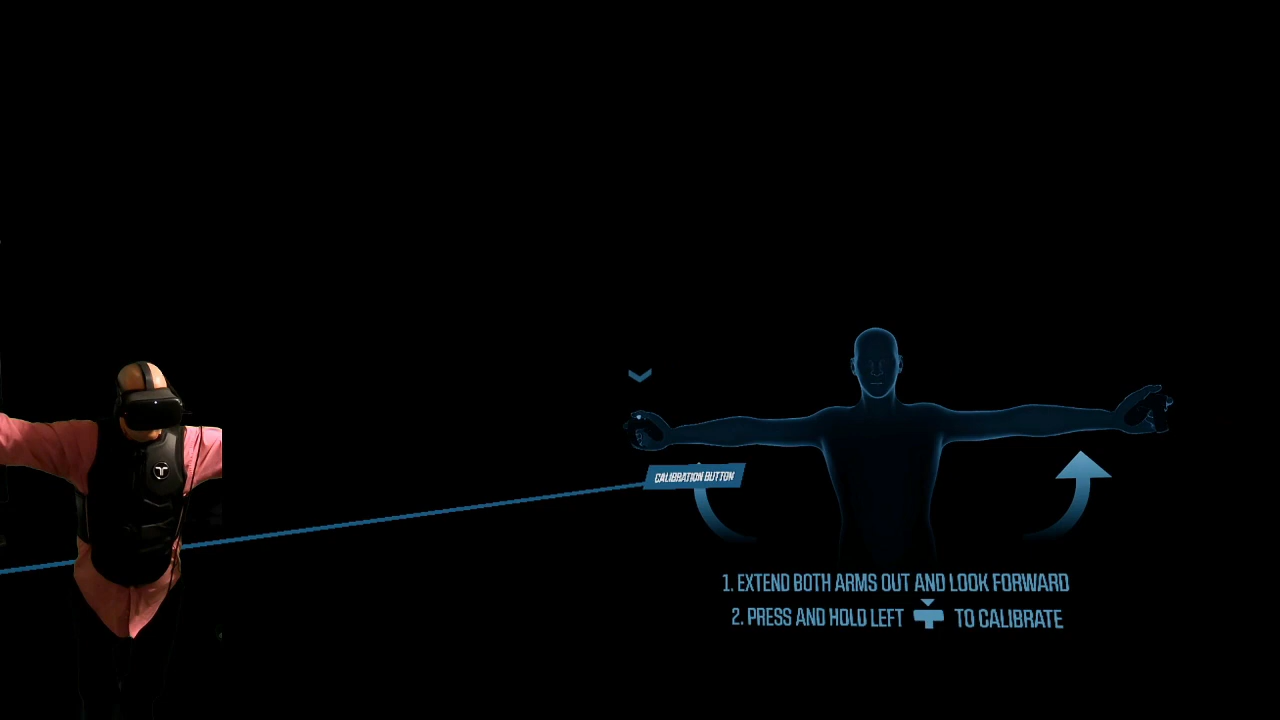 CALIBRATION BUTTON
1. EXTEND BOTH ARMS OUT AND LOOK FORWARD
2. PRESS AND HOLD LEFT TO CALIBRATE